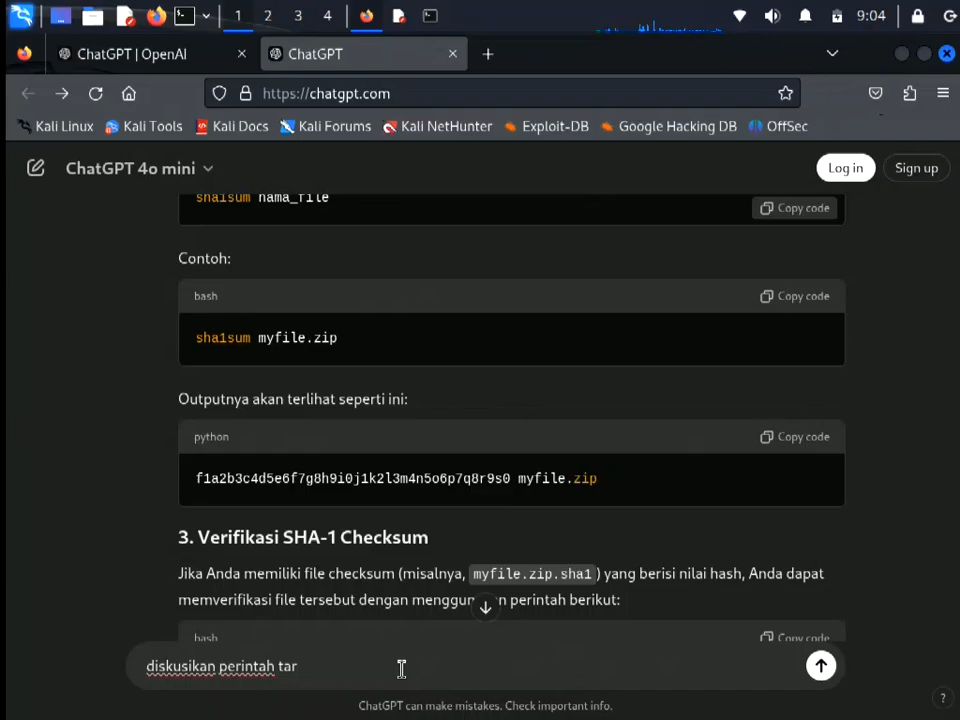 1 2 3 4 9:04
ChatGPT | OpenAI ChatGPT
https://chatgpt.com
Kali Linux Kali Tools Kali Docs Kali Forums Kali NetHunter Exploit-DB Google Hacking DB OffSec
ChatGPT 4o mini Log in Sign up
sha1sum nama_file
Copy code
Contoh:
bash Copy code
sha1sum myfile.zip
Outputnya akan terlihat seperti ini:
python Copy code
f1a2b3c4d5e6f7g8h9i0j1k2l3m4n5o6p7q8r9s0 myfile.zip
3. Verifikasi SHA-1 Checksum
Jika Anda memiliki file checksum (misalnya, myfile.zip.sha1) yang berisi nilai hash, Anda dapat
memverifikasi file tersebut dengan perintah berikut:
bash Copy code
diskusikan perintah tar
ChatGPT can make mistakes. Check important info.
?